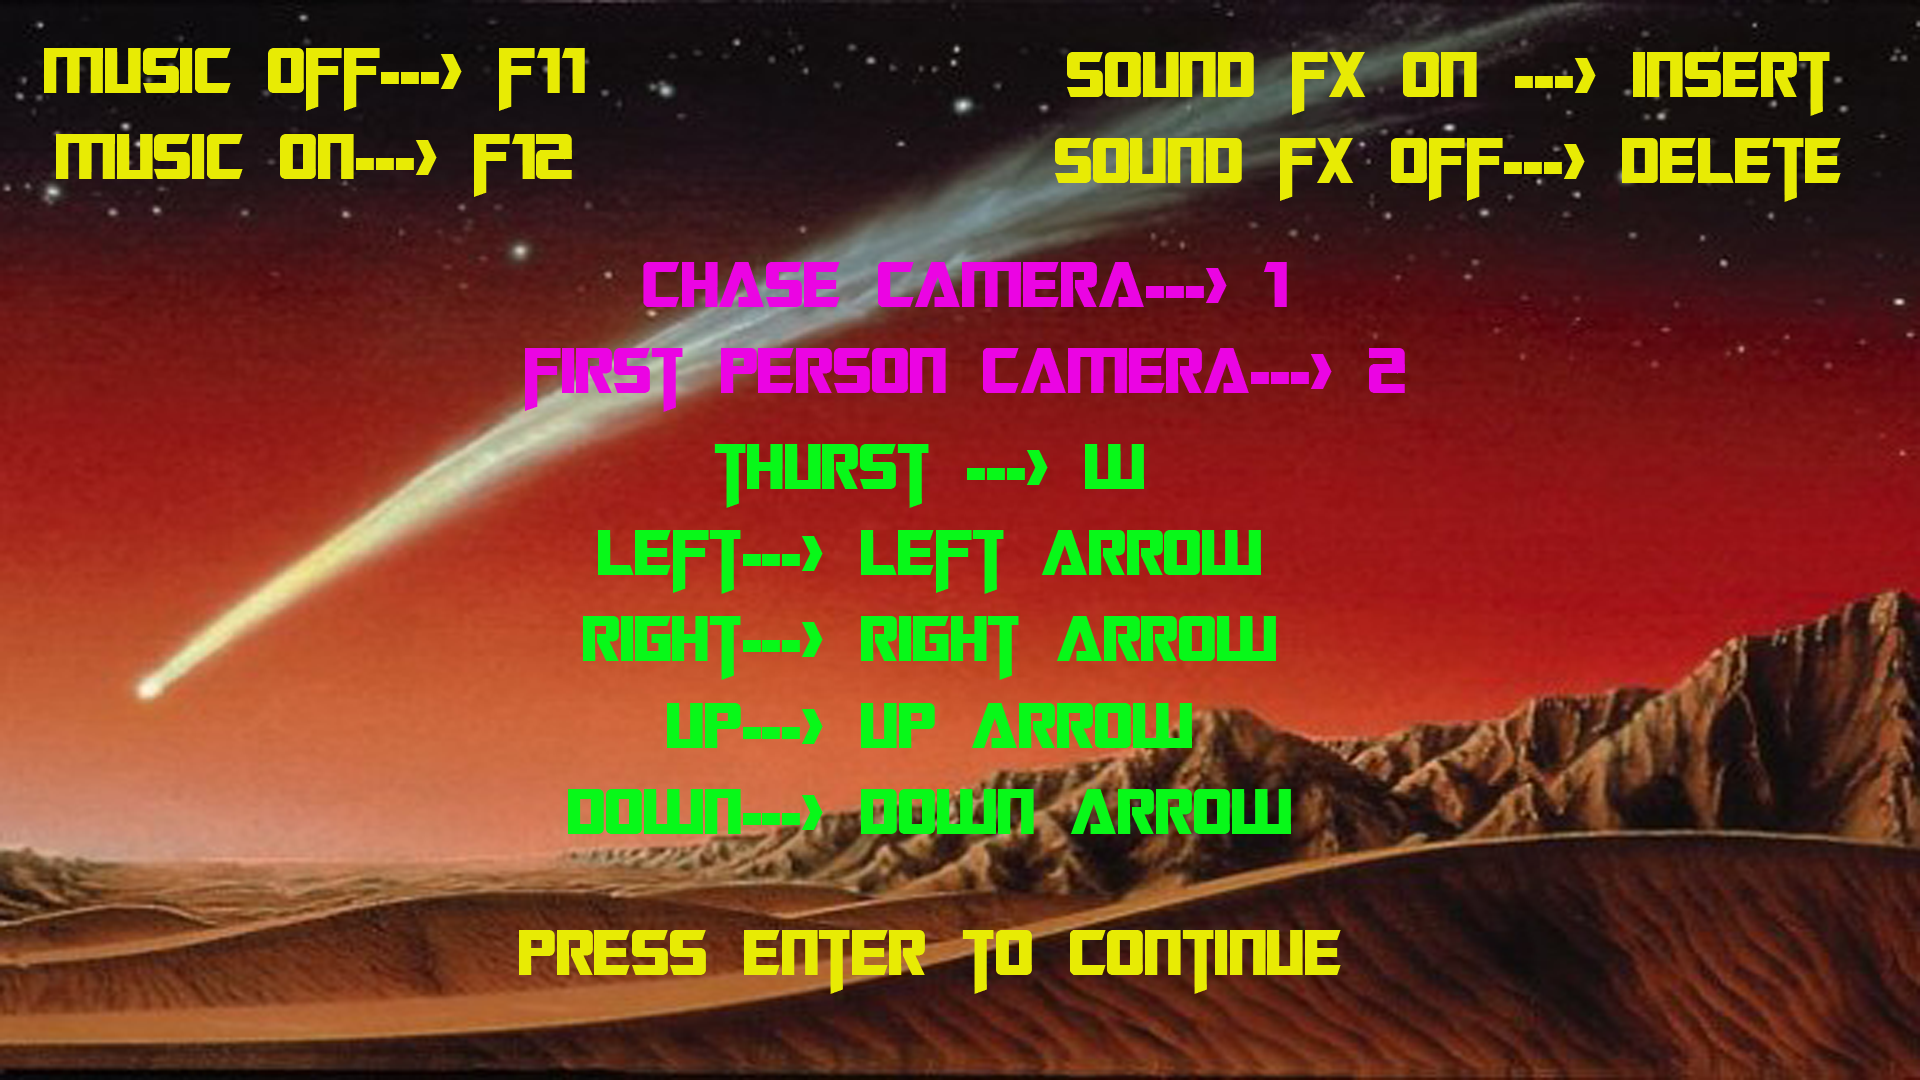 MUSIC OFF---> F11
MUSIC ON---> F12
SOUND FX ON ---> INSERT
SOUND FX OFF---> DELETE
CHASE CAMERA---> 1
FIRST PERSON CAMERA---> 2
THURST ---> W
LEFT---> LEFT ARROW
RIGHT---> RIGHT ARROW
UP---> UP ARROW
DOWN---> DOWN ARROW
PRESS ENTER TO CONTINUE